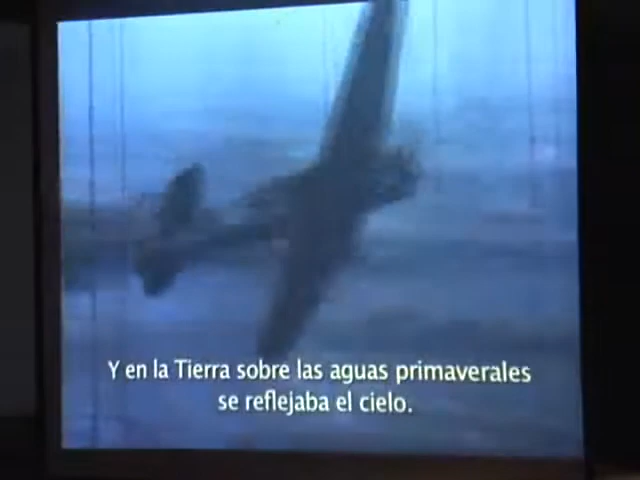 Y en la Tierra sobre las aguas primaverales
se reflejaba el cielo.